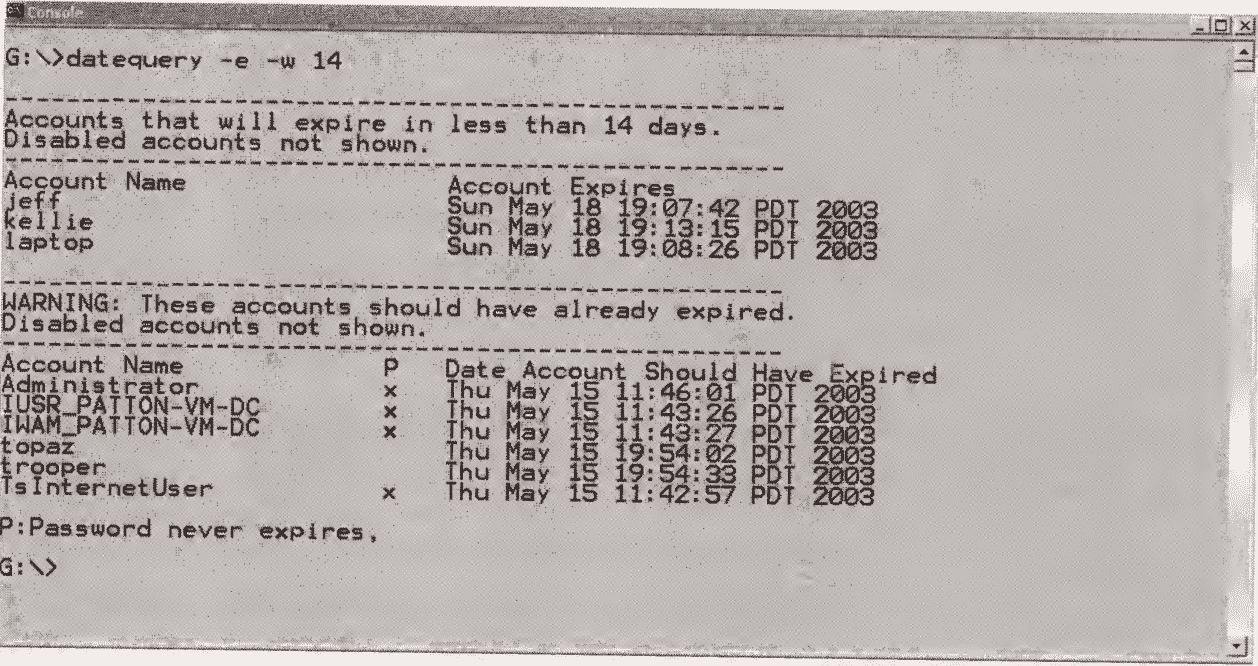 Console
G:\>datequery -e -w 14
--------------------------------------------------
Accounts that will expire in less than 14 days.
Disabled accounts not shown.
--------------------------------------------------
Account Name Account Expires
jeff Sun May 18 19:07:42 PDT 2003
kellie Sun May 18 19:13:15 PDT 2003
laptop Sun May 18 19:08:26 PDT 2003
--------------------------------------------------
WARNING: These accounts should have already expired.
Disabled accounts not shown.
--------------------------------------------------
Account Name P Date Account Should Have Expired
Administrator x Thu May 15 11:46:01 PDT 2003
IUSR_PATTON-VM-DC x Thu May 15 11:43:26 PDT 2003
IWAM_PATTON-VM-DC x Thu May 15 11:43:27 PDT 2003
topaz Thu May 15 19:54:02 PDT 2003
trooper Thu May 15 19:54:33 PDT 2003
TsInternetUser x Thu May 15 11:42:57 PDT 2003
P:Password never expires,
G:\>